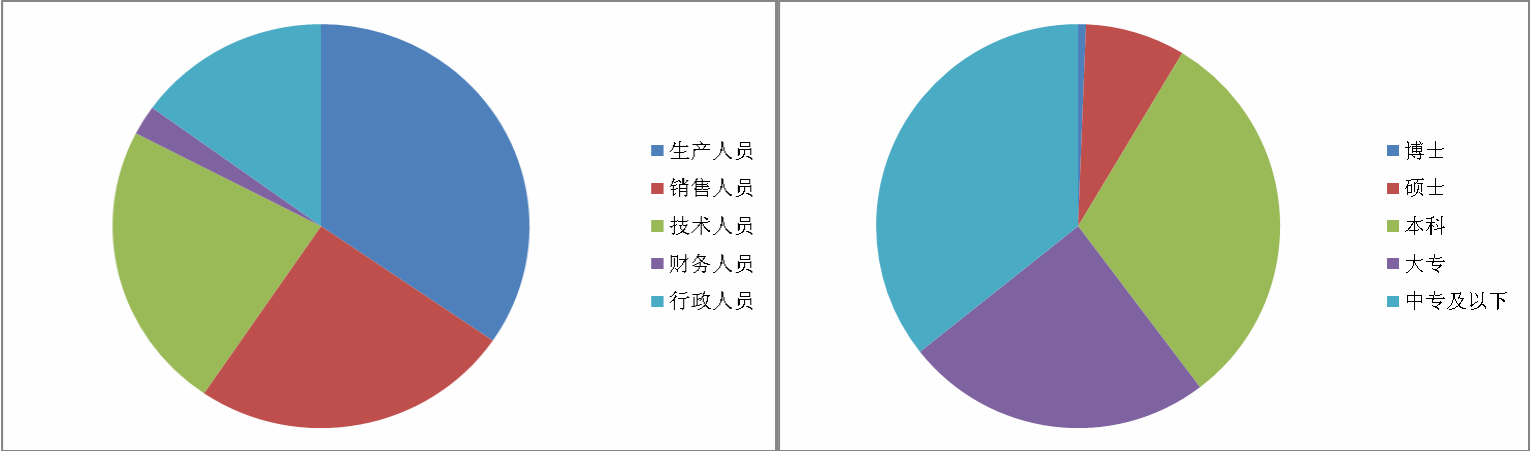 生产人员
销售人员
技术人员
财务人员
行政人员
博士
硕士
本科
大专
中专及以下